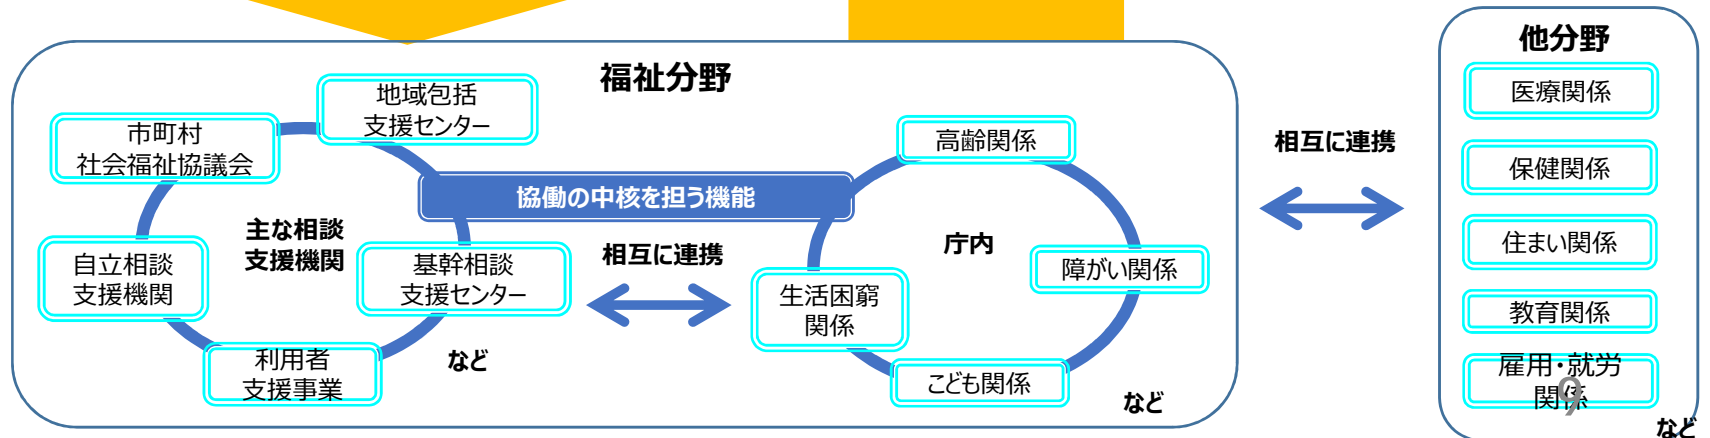 福祉分野
地域包括
支援センター
市町村
社会福祉協議会
主な相談
支援機関
自立相談
支援機関
基幹相談
支援センター
利用者
支援事業
など
協働の中核を担う機能
相互に連携
高齢関係
庁内
障がい関係
生活困窮
関係
こども関係
など
相互に連携
他分野
医療関係
保健関係
住まい関係
教育関係
雇用・就労
関係
9
など